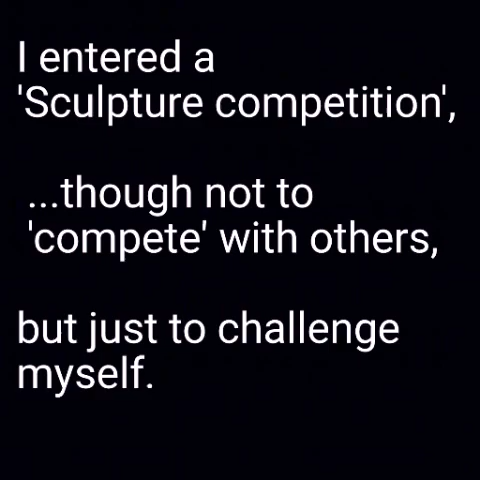 I entered a
'Sculpture competition',
...though not to
'compete' with others,
but just to challenge
myself.